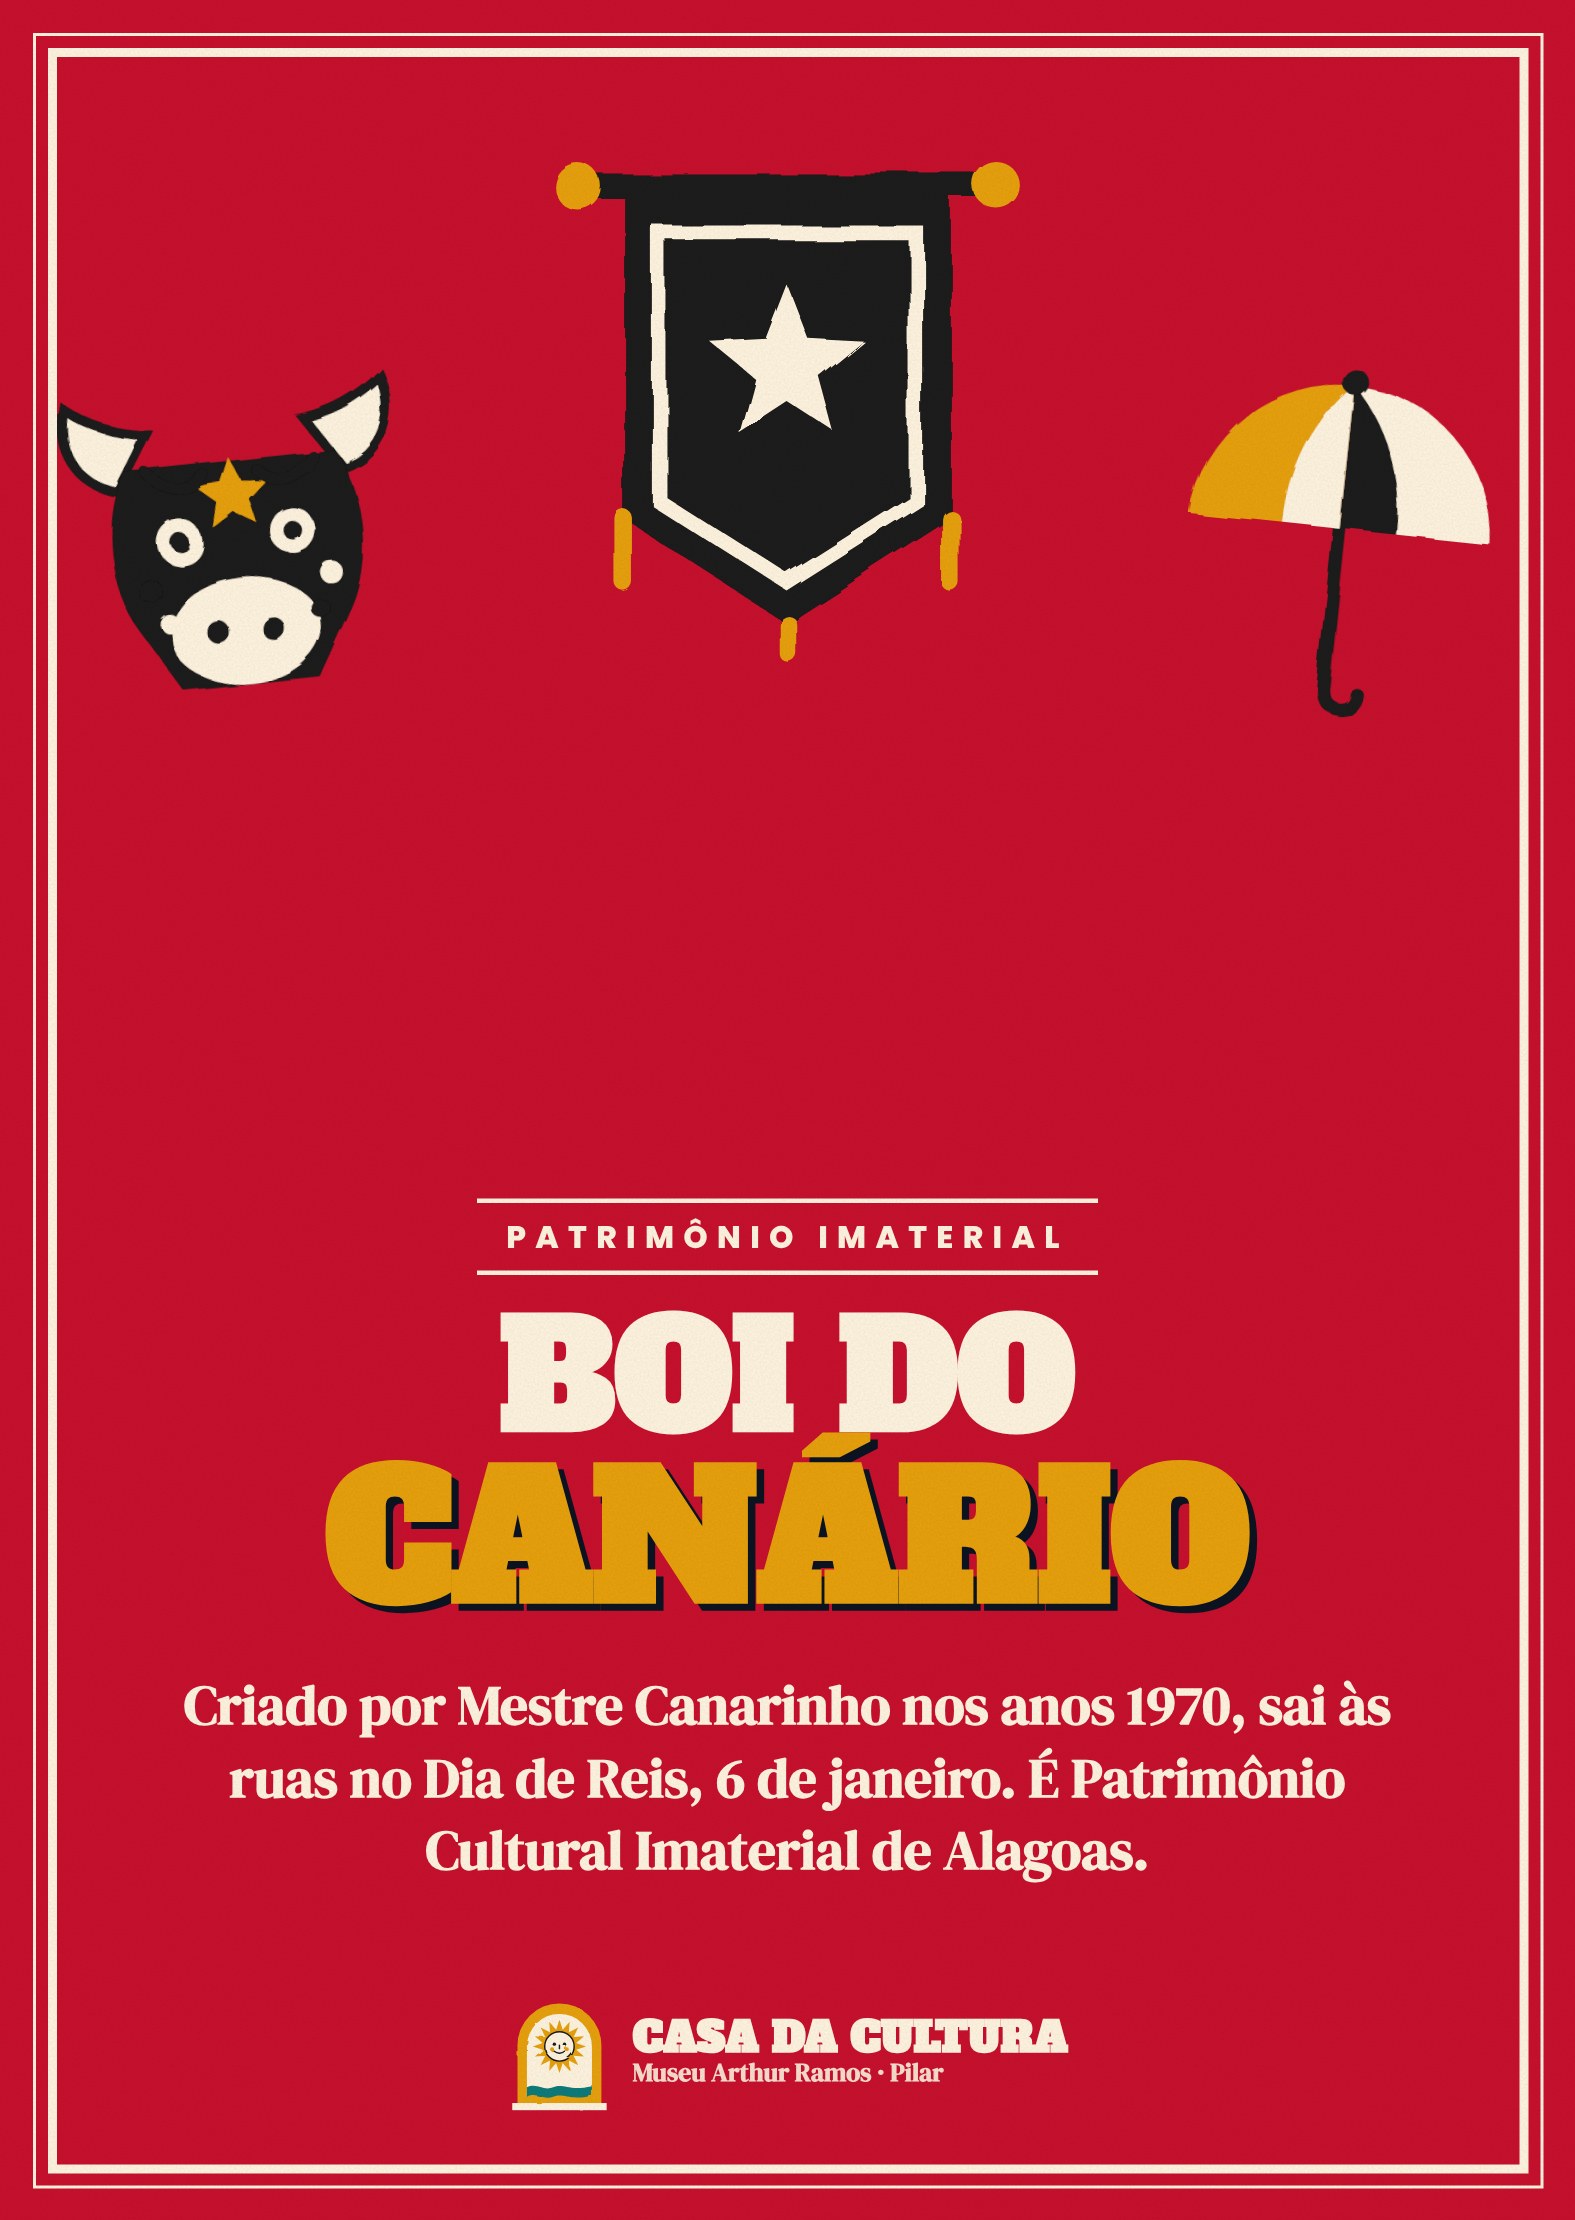 PATRIMÔNIO IMATERIAL
BOI DO
CANÁRIO
Criado por Mestre Canarinho nos anos 1970, sai às
ruas no Dia de Reis, 6 de janeiro. É Patrimônio
Cultural Imaterial de Alagoas.
CASA DA CULTURA
Museu Arthur Ramos • Pilar